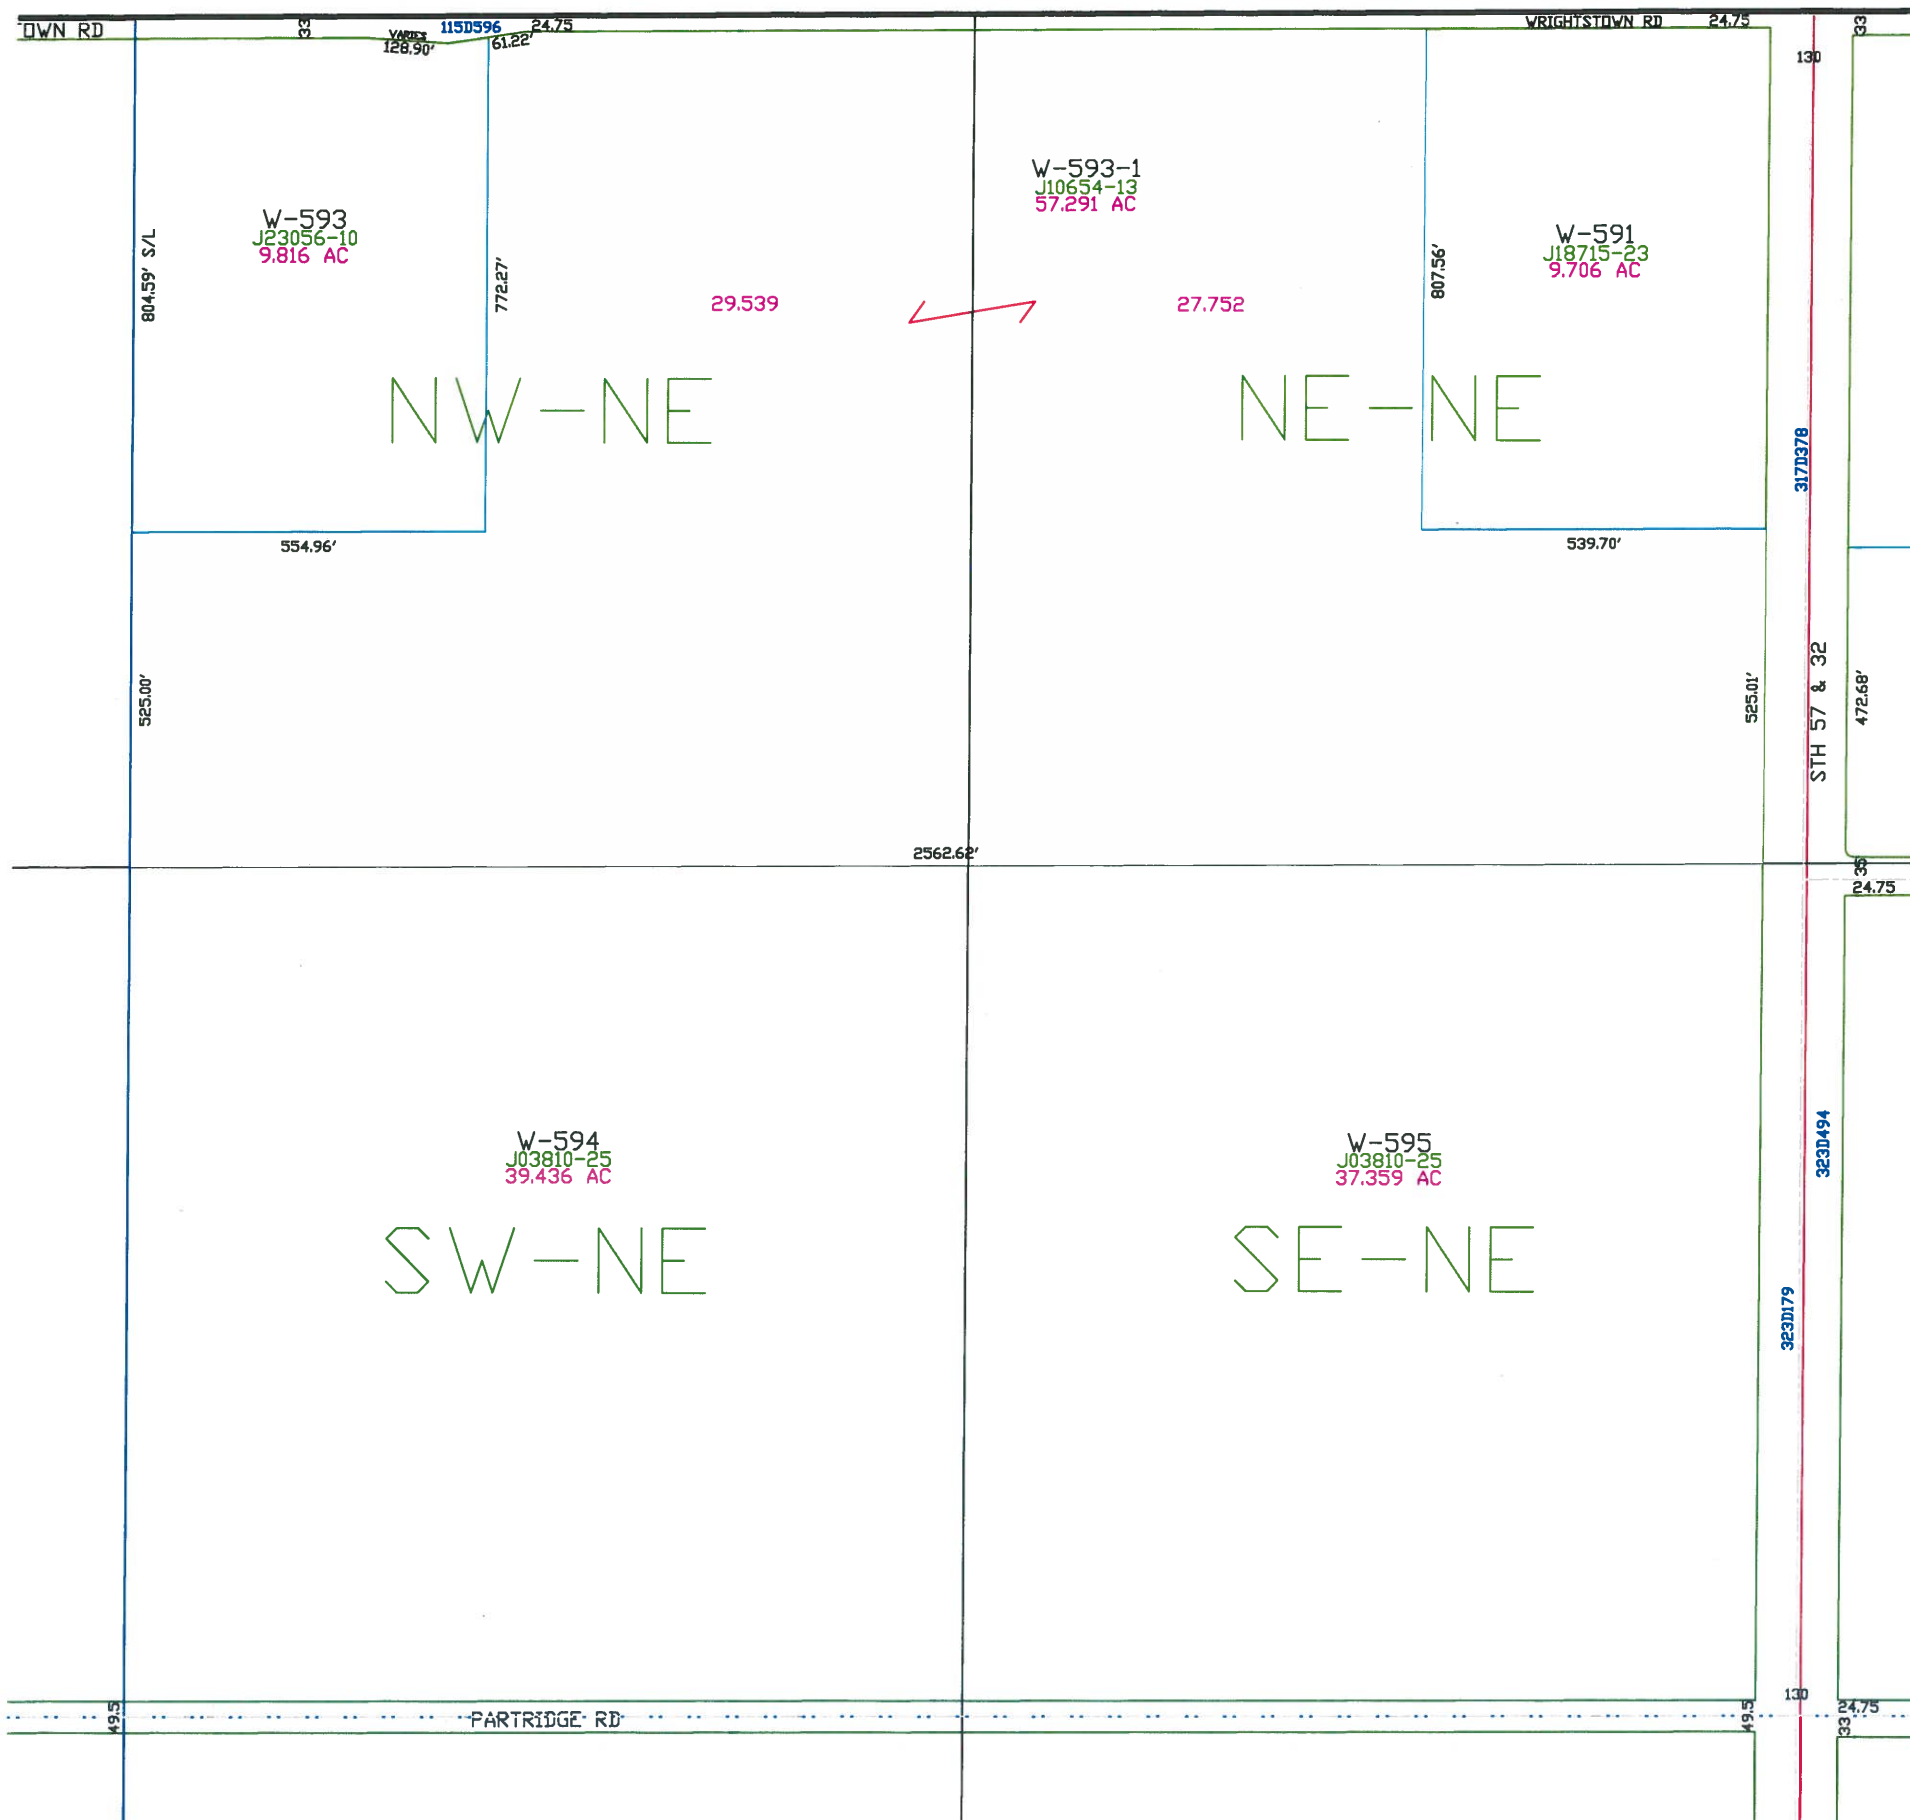 OWN RD
33
VARIES
128.90'
115D596
61.22'
24.75
WRIGHTSTOWN RD
24.75
33
130
W-593
J23056-10
9.816 AC
804.59' S/L
772.27'
W-593-1
J10654-13
57.291 AC
29.539
27.752
807.56'
W-591
J18715-23
9.706 AC
NW-NE
NE-NE
317D378
554.96'
539.70'
525.00'
525.01'
STH 57 & 32
472.68'
2562.62'
35
24.75
W-594
J03810-25
39.436 AC
W-595
J03810-25
37.359 AC
323D494
SW-NE
SE-NE
323D179
49.5
PARTRIDGE RD
49.5
130
24.75
33